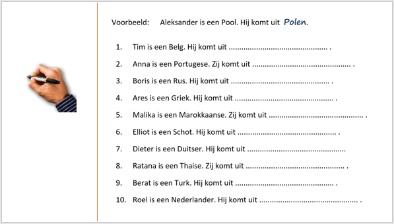 Voorbeeld: Aleksander is een Pool. Hij komt uit Polen.
1. Tim is een Belg. Hij komt uit ................................................ .
2. Anna is een Portugese. Zij komt uit ................................................ .
3. Boris is een Rus. Hij komt uit ................................................ .
4. Ares is een Griek. Hij komt uit ................................................ .
5. Malika is een Marokkaanse. Zij komt uit ................................................ .
6. Elliot is een Schot. Hij komt uit ................................................ .
7. Dieter is een Duitser. Hij komt uit ................................................
8. Ratana is een Thaise. Zij komt uit ................................................ .
9. Berat is een Turk. Hij komt uit ................................................ .
10. Roel is een Nederlander. Hij komt uit ................................................ .